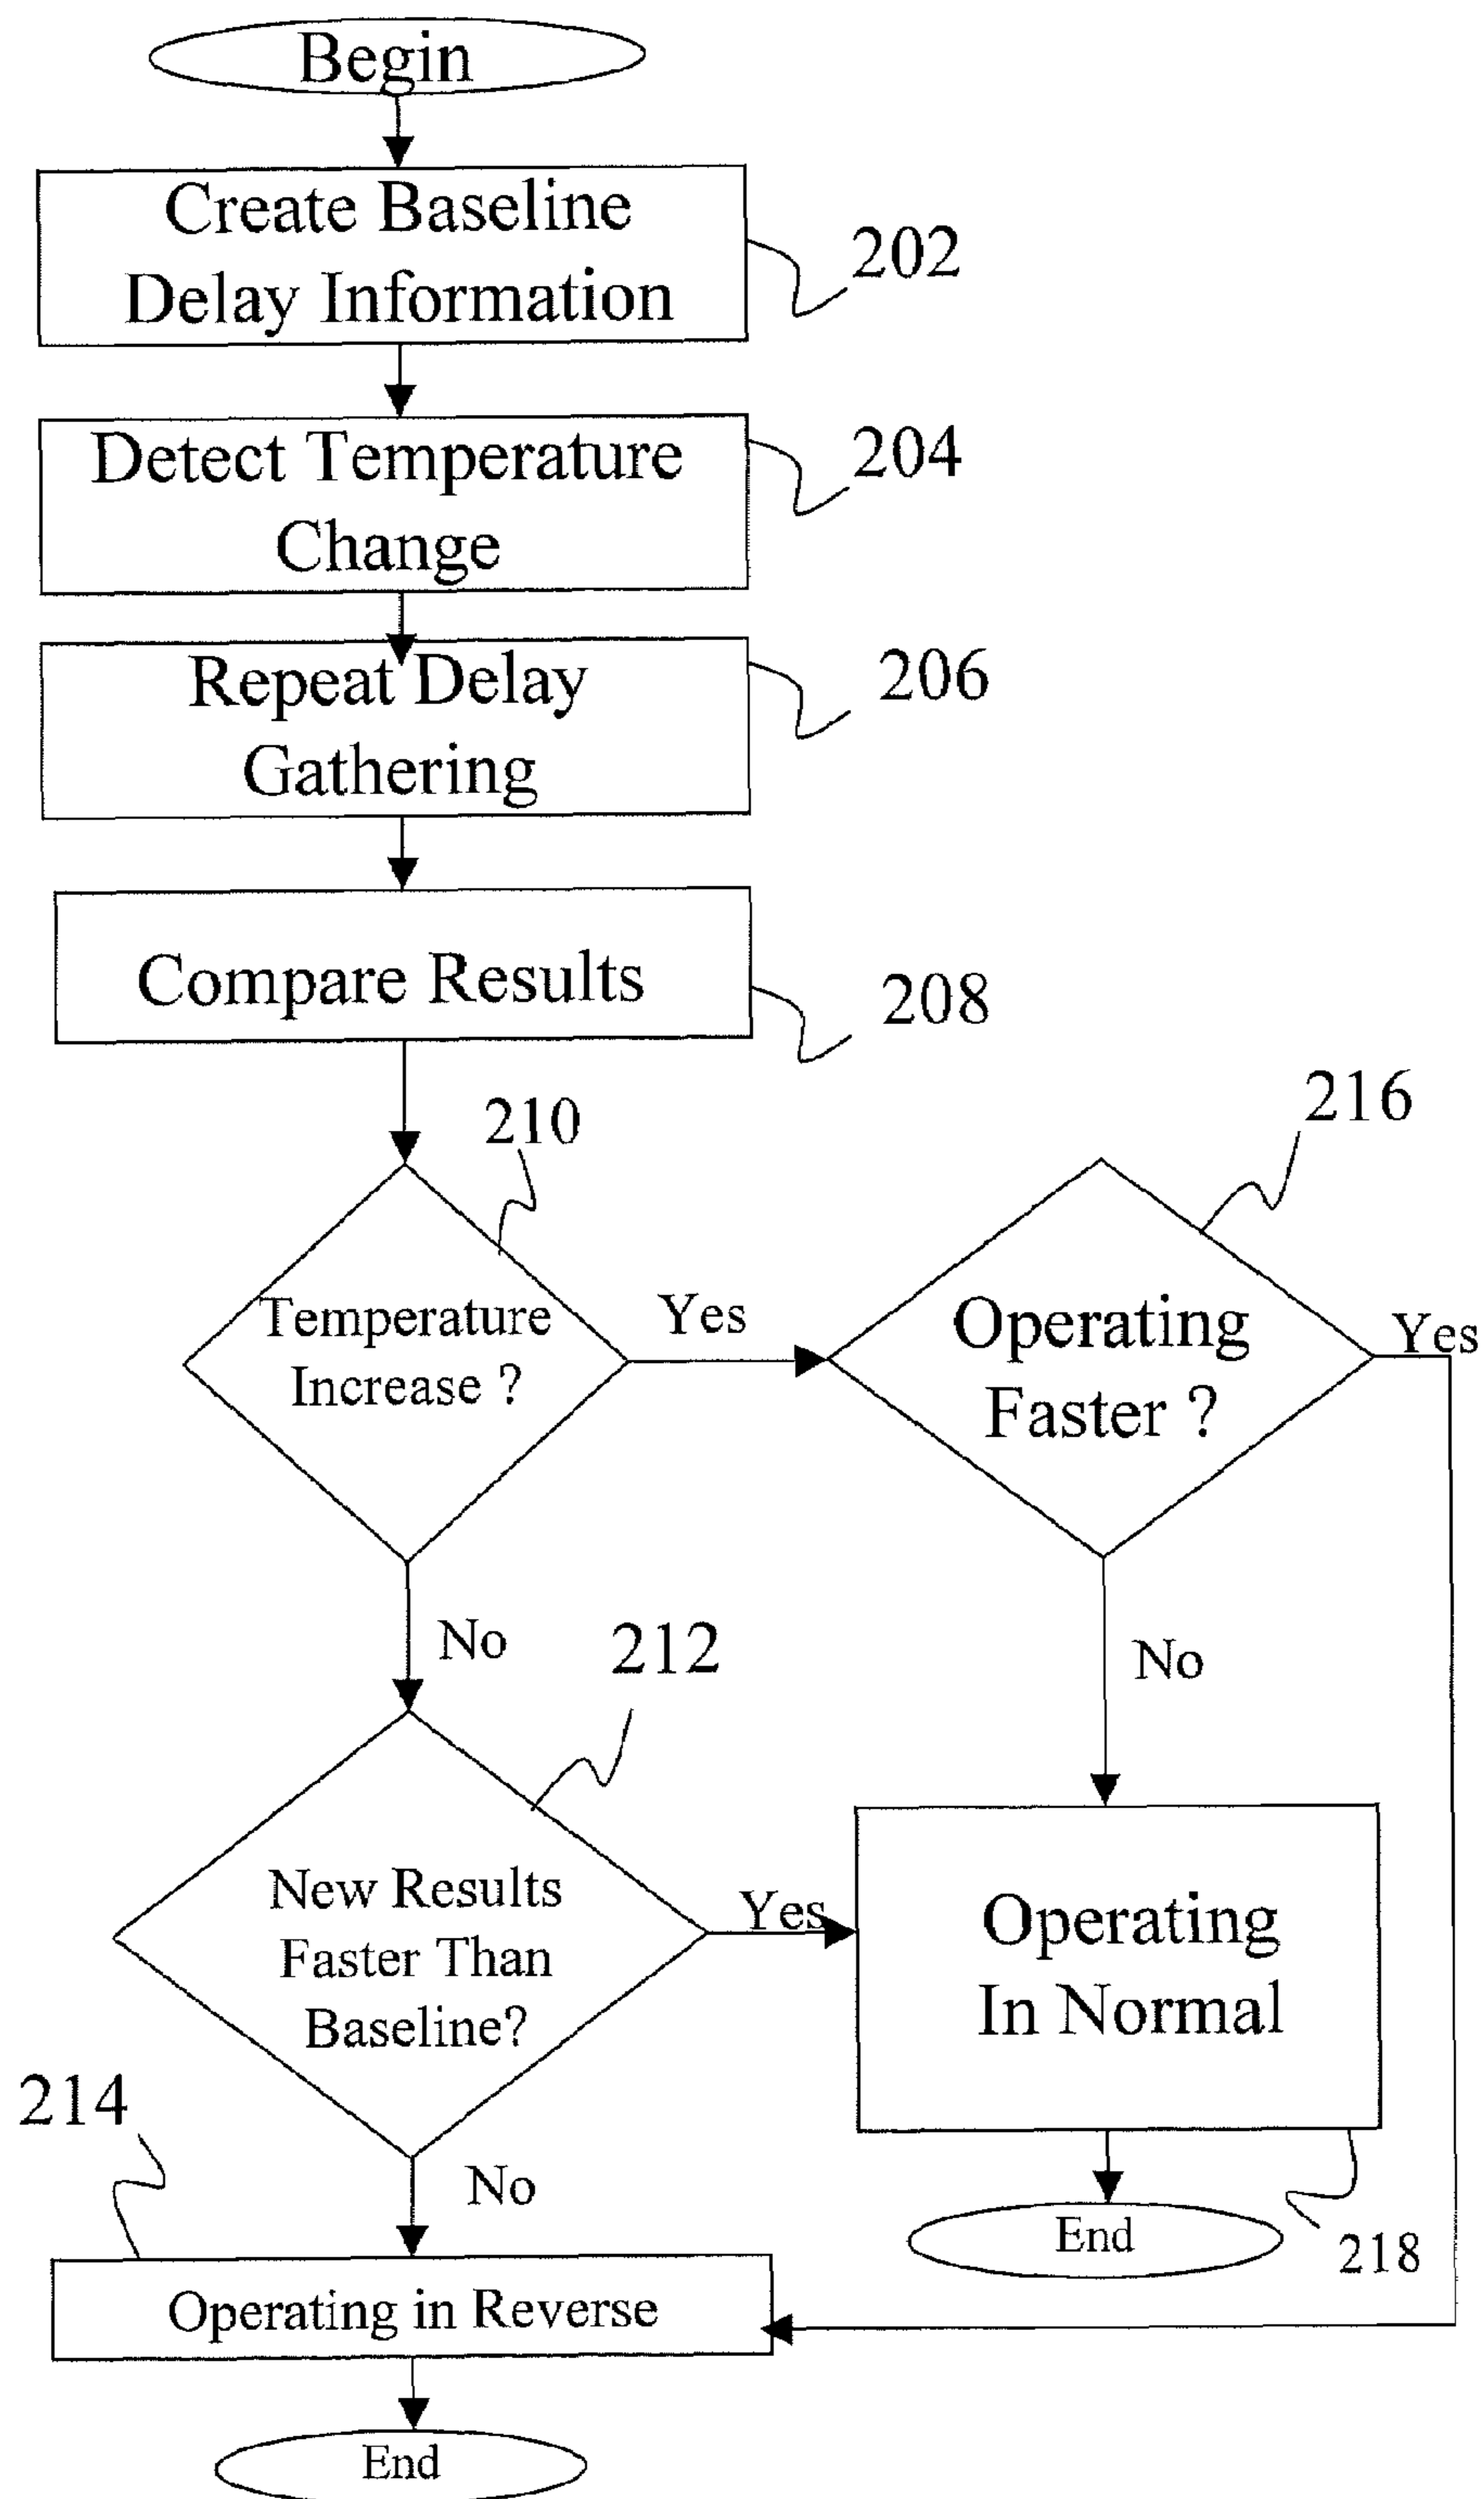 Begin
Create Baseline
Delay Information
202
Detect Temperature
Change
204
Repeat Delay
Gathering
206
Compare Results
208
210
216
Temperature
Increase ?
Yes
Operating
Faster ?
Yes
No
212
No
New Results
Faster Than
Baseline?
Yes
Operating
In Normal
214
No
End
218
Operating in Reverse
End